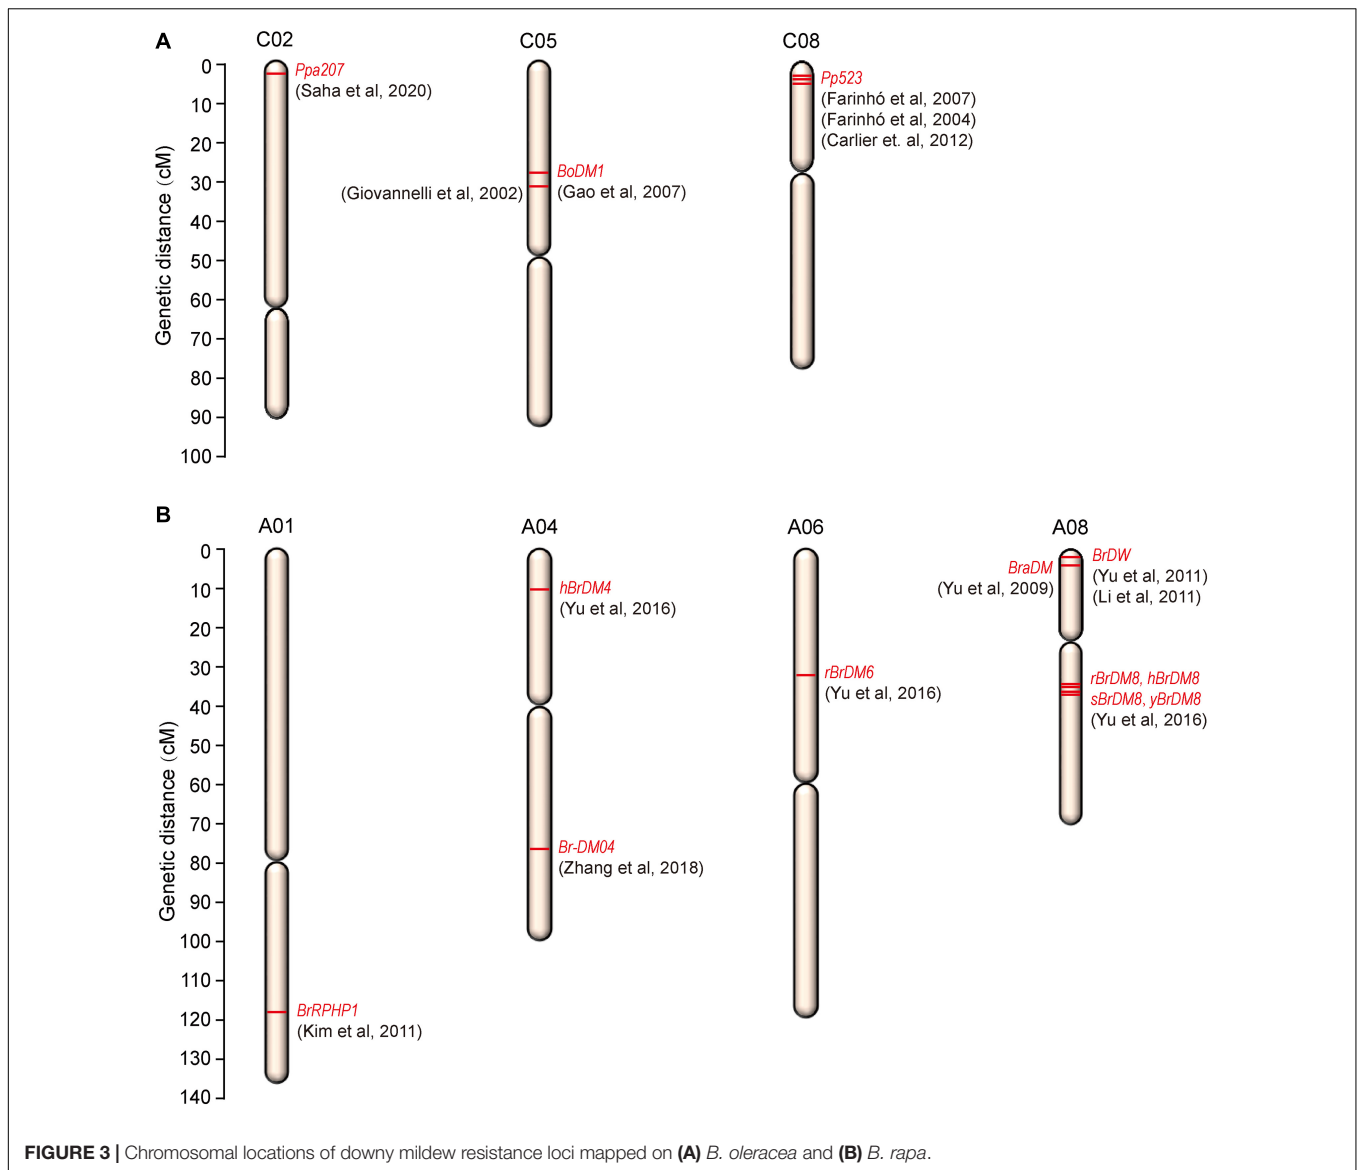 A
C02
C05
C08
Genetic distance (cM)
0
10
20
30
40
50
60
70
80
90
100
Ppa207
(Saha et al, 2020)
BoDM1
(Giovannelli et al, 2002)
(Gao et al, 2007)
Pp523
(Farinhó et al, 2007)
(Farinhó et al, 2004)
(Carlier et. al, 2012)
B
A01
A04
A06
A08
Genetic distance (cM)
0
10
20
30
40
50
60
70
80
90
100
110
120
130
140
BrRPHP1
(Kim et al, 2011)
hBrDM4
(Yu et al, 2016)
Br-DM04
(Zhang et al, 2018)
rBrDM6
(Yu et al, 2016)
BraDM
(Yu et al, 2009)
BrDW
(Yu et al, 2011)
(Li et al, 2011)
rBrDM8, hBrDM8
sBrDM8, yBrDM8
(Yu et al, 2016)
FIGURE 3 | Chromosomal locations of downy mildew resistance loci mapped on (A) B. oleracea and (B) B. rapa.